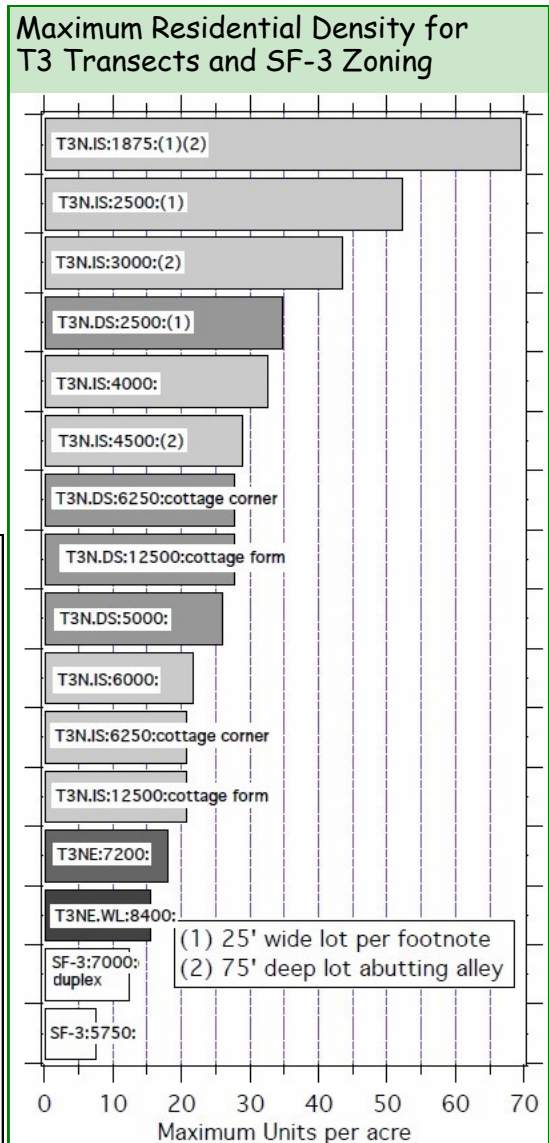 Maximum Residential Density for
T3 Transects and SF-3 Zoning
T3N.IS:1875:(1)(2)
T3N.IS:2500:(1)
T3N.IS:3000:(2)
T3N.DS:2500:(1)
T3N.IS:4000:
T3N.IS:4500:(2)
T3N.DS:6250:cottage corner
T3N.DS:12500:cottage form
T3N.DS:5000:
T3N.IS:6000:
T3N.IS:6250:cottage corner
T3N.IS:12500:cottage form
T3NE:7200:
T3NE.WL:8400:
(1) 25' wide lot per footnote
(2) 75' deep lot abutting alley
SF-3:7000:
duplex
SF-3:5750:
0 10 20 30 40 50 60 70
Maximum Units per acre